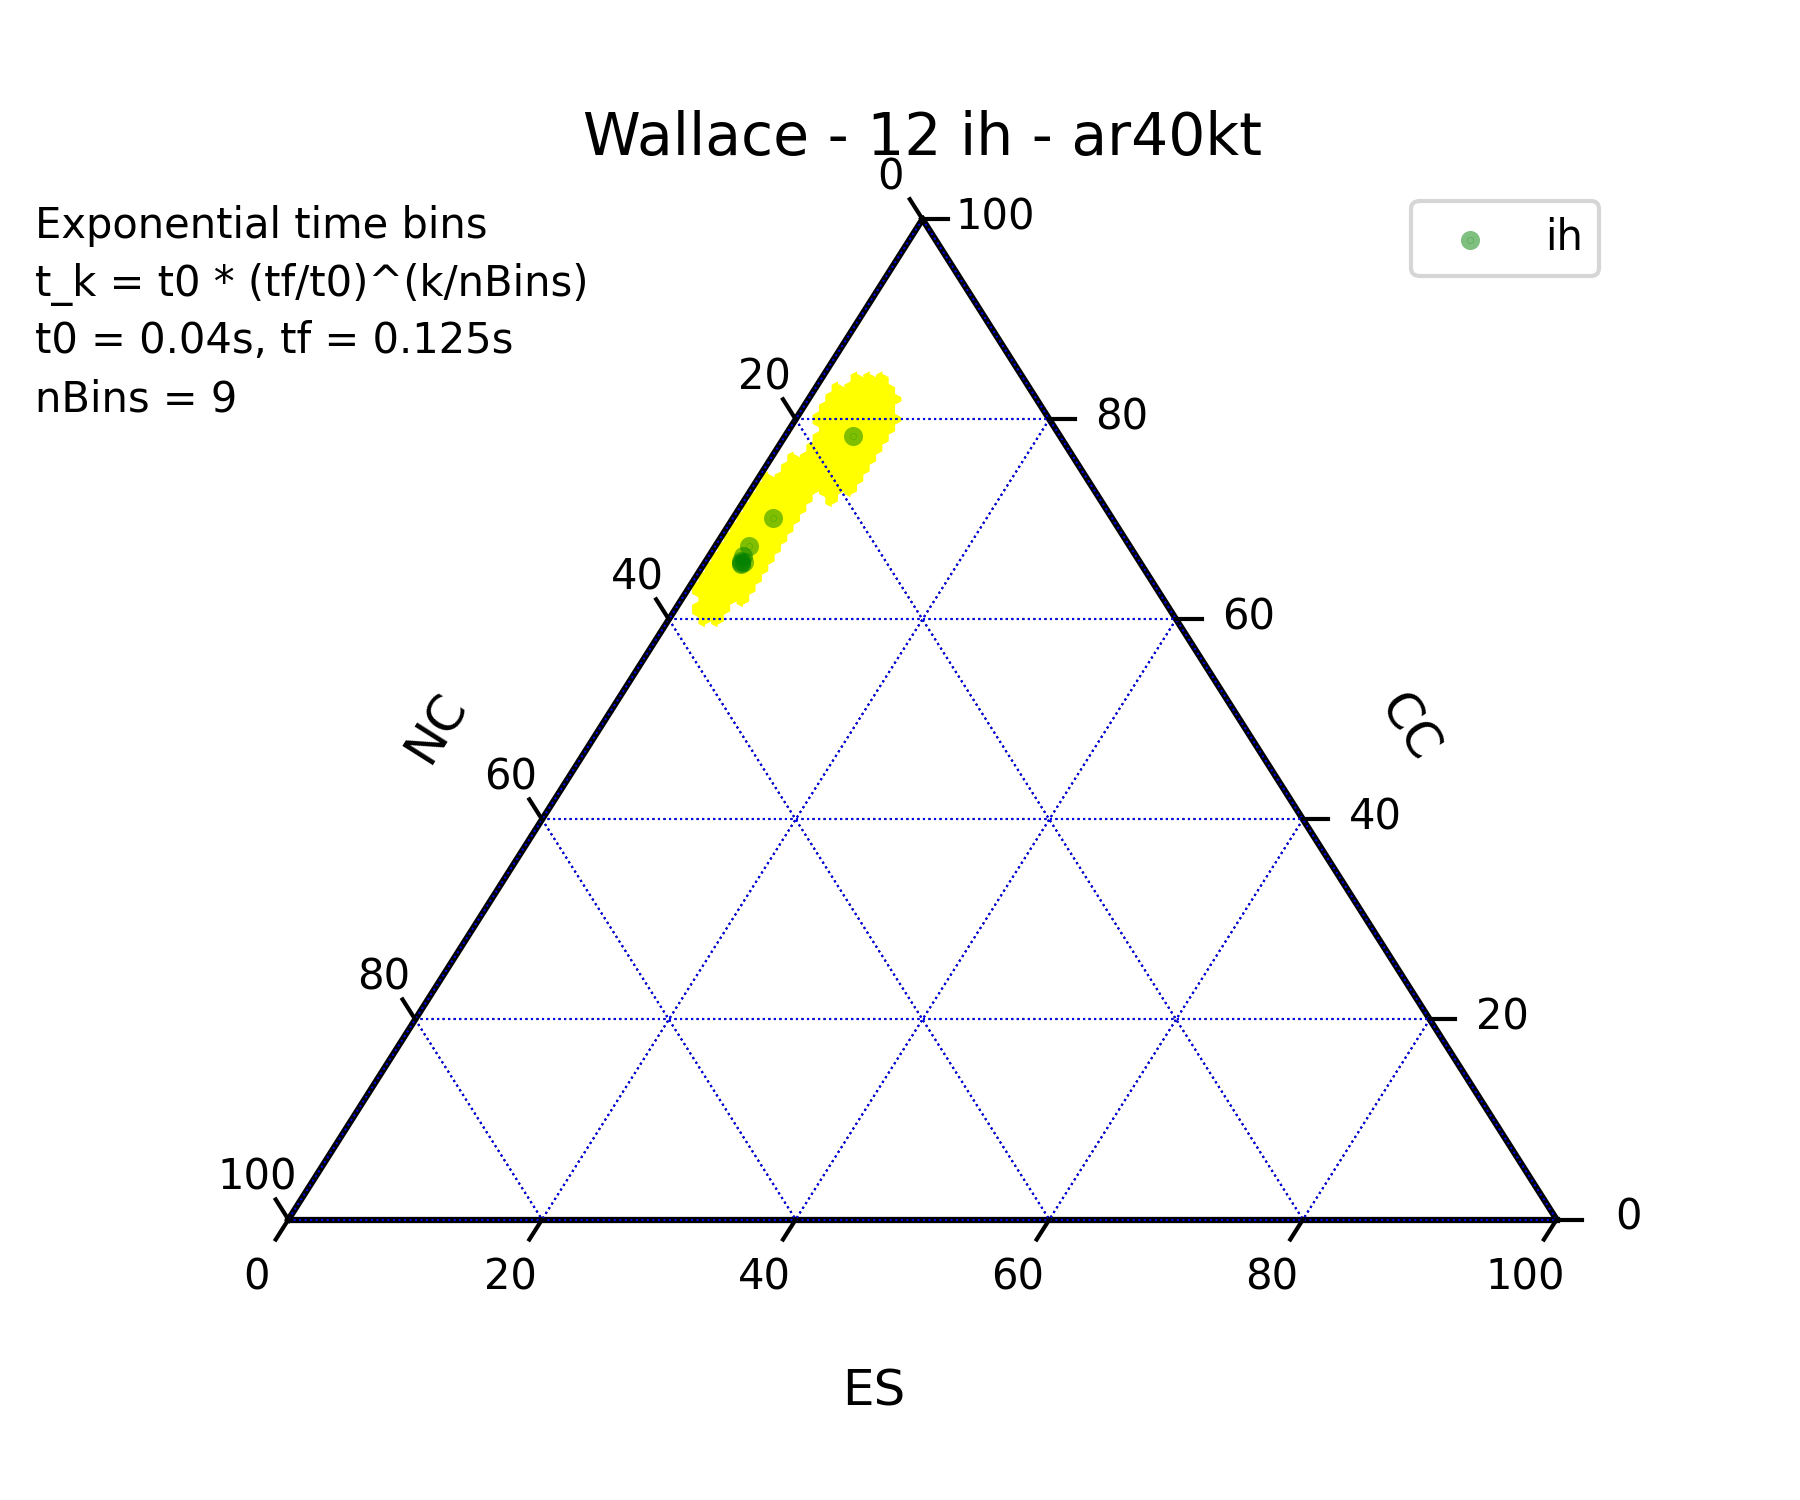 Wallace - 12 ih - ar40kt
0
100
ih
Exponential time bins
t_k = t0 * (tf/t0)^(k/nBins)
t0 = 0.04s, tf = 0.125s
nBins = 9
20
80
40
60
NC
CC
60
40
80
20
100
0
0
20
40
60
80
100
ES